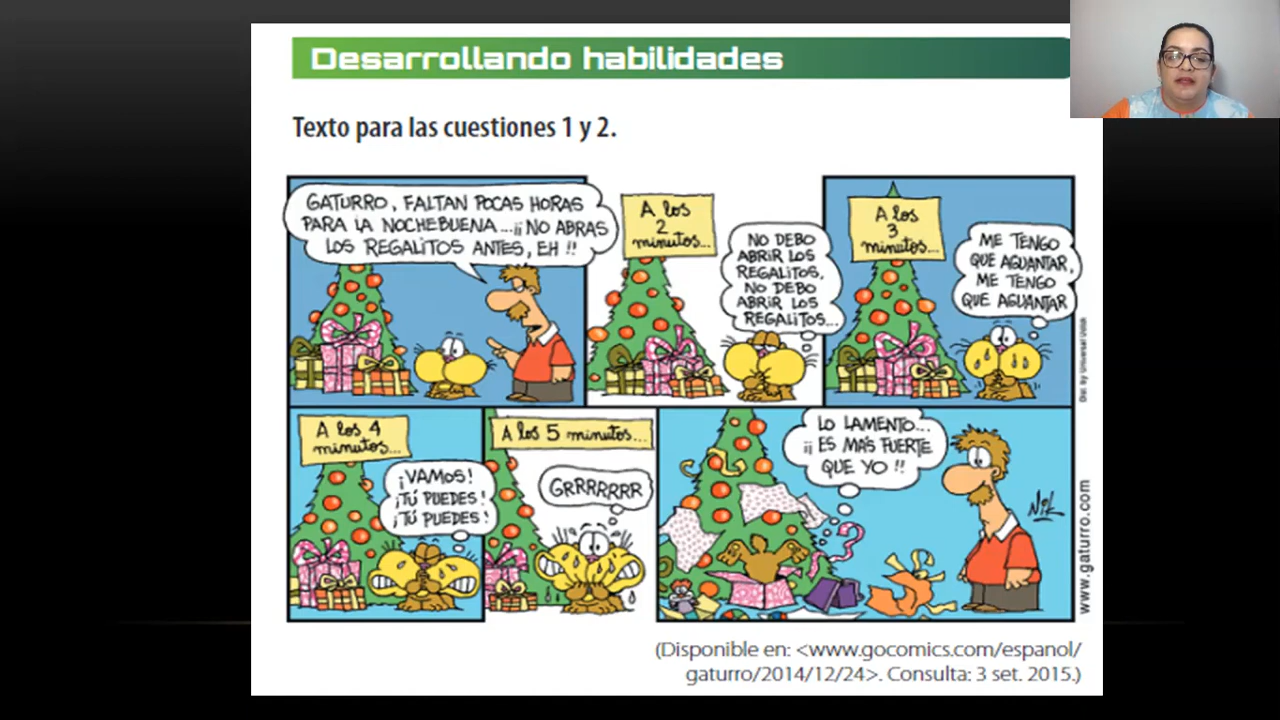 Desarrollando habilidades
Texto para las cuestiones 1 y 2.
GATURRO, FALTAN POCAS HORAS
PARA LA NOCHEBUENA...¡¡NO ABRAS
LOS REGALITOS ANTES, EH !!
A los
2
minutos...
NO DEBO
ABRIR LOS
REGALITOS,
NO DEBO
ABRIR LOS
REGALITOS...
A los
3
minutos...
ME TENGO
QUE AGUANTAR,
ME TENGO
QUE AGUANTAR
A los 4
minutos...
¡VAMOS!
¡TÚ PUEDES!
¡TÚ PUEDES!
A los 5 minutos...
GRRRRRRR
LO LAMENTO...
¡¡ ES MÁS FUERTE
QUE YO !!
NiK
www.gaturro.com
(Disponible en: <www.gocomics.com/espanol/
gaturro/2014/12/24>. Consulta: 3 set. 2015.)